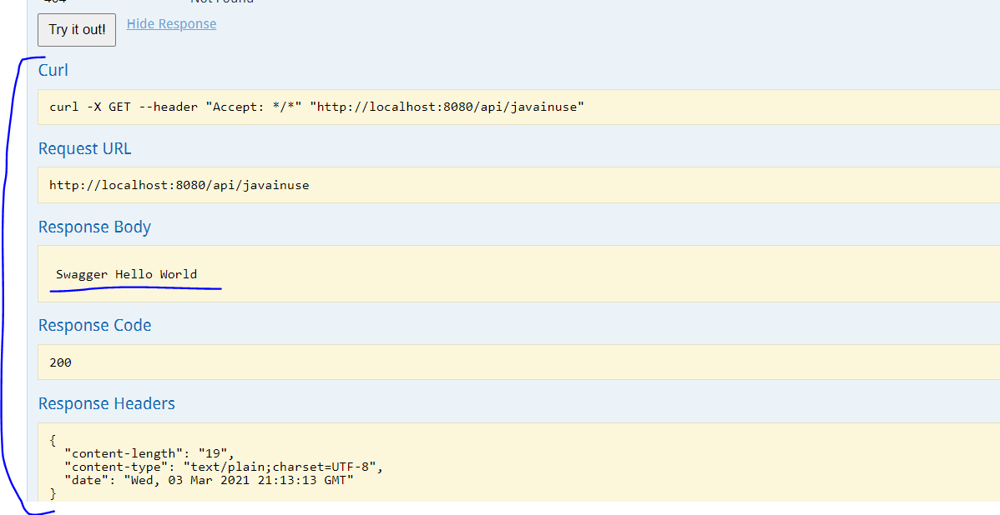 404 Not Found
Try it out! Hide Response
Curl
curl -X GET --header "Accept: */*" "http://localhost:8080/api/javainuse"
Request URL
http://localhost:8080/api/javainuse
Response Body
Swagger Hello World
Response Code
200
Response Headers
{
  "content-length": "19",
  "content-type": "text/plain;charset=UTF-8",
  "date": "Wed, 03 Mar 2021 21:13:13 GMT"
}